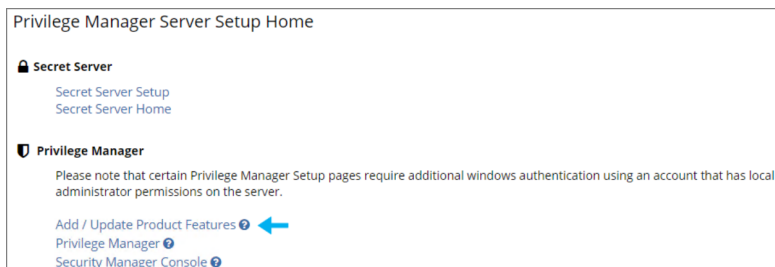 Privilege Manager Server Setup Home
Secret Server
Secret Server Setup
Secret Server Home
Privilege Manager
Please note that certain Privilege Manager Setup pages require additional windows authentication using an account that has local
administrator permissions on the server.
Add / Update Product Features ?
Privilege Manager ?
Security Manager Console ?